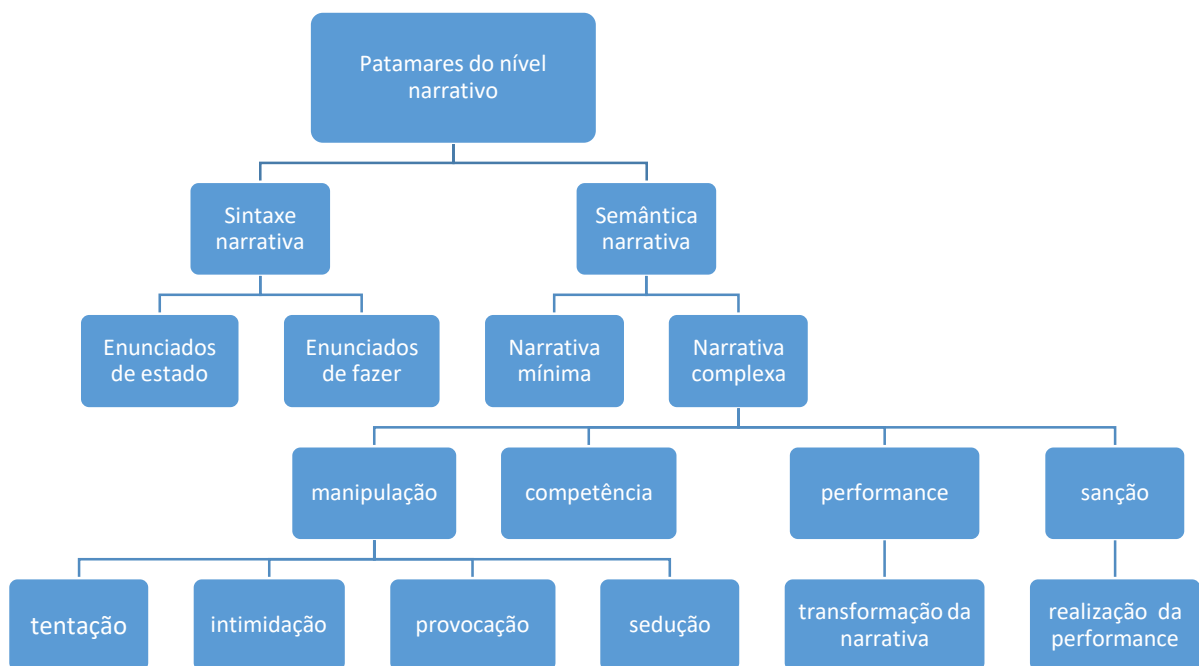 Patamares do nível
narrativo
Sintaxe
narrativa
Semântica
narrativa
Enunciados
de estado
Enunciados
de fazer
Narrativa
mínima
Narrativa
complexa
manipulação
competência
performance
sanção
tentação
intimidação
provocação
sedução
transformação da
narrativa
realização da
performance